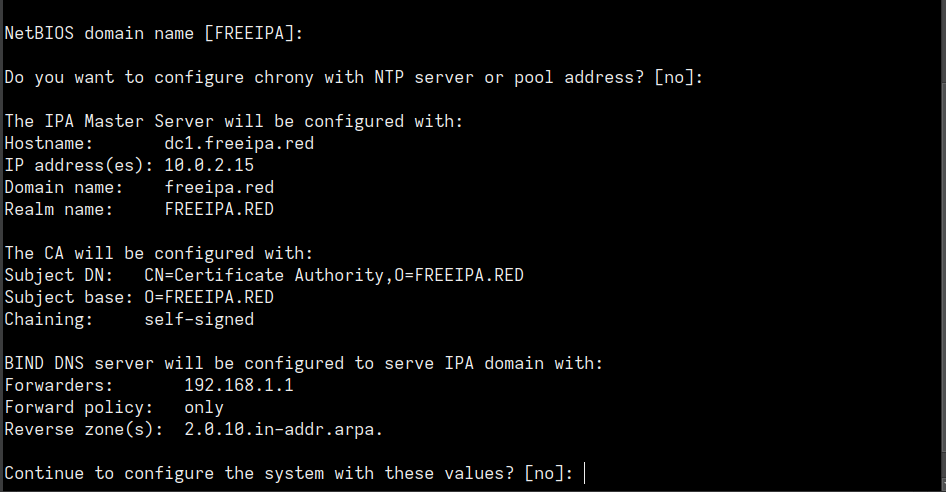 NetBIOS domain name [FREEIPA]:
Do you want to configure chrony with NTP server or pool address? [no]:
The IPA Master Server will be configured with:
Hostname:       dc1.freeipa.red
IP address(es): 10.0.2.15
Domain name:    freeipa.red
Realm name:     FREEIPA.RED
The CA will be configured with:
Subject DN:   CN=Certificate Authority,O=FREEIPA.RED
Subject base: O=FREEIPA.RED
Chaining:     self-signed
BIND DNS server will be configured to serve IPA domain with:
Forwarders:       192.168.1.1
Forward policy:   only
Reverse zone(s):  2.0.10.in-addr.arpa.
Continue to configure the system with these values? [no]: